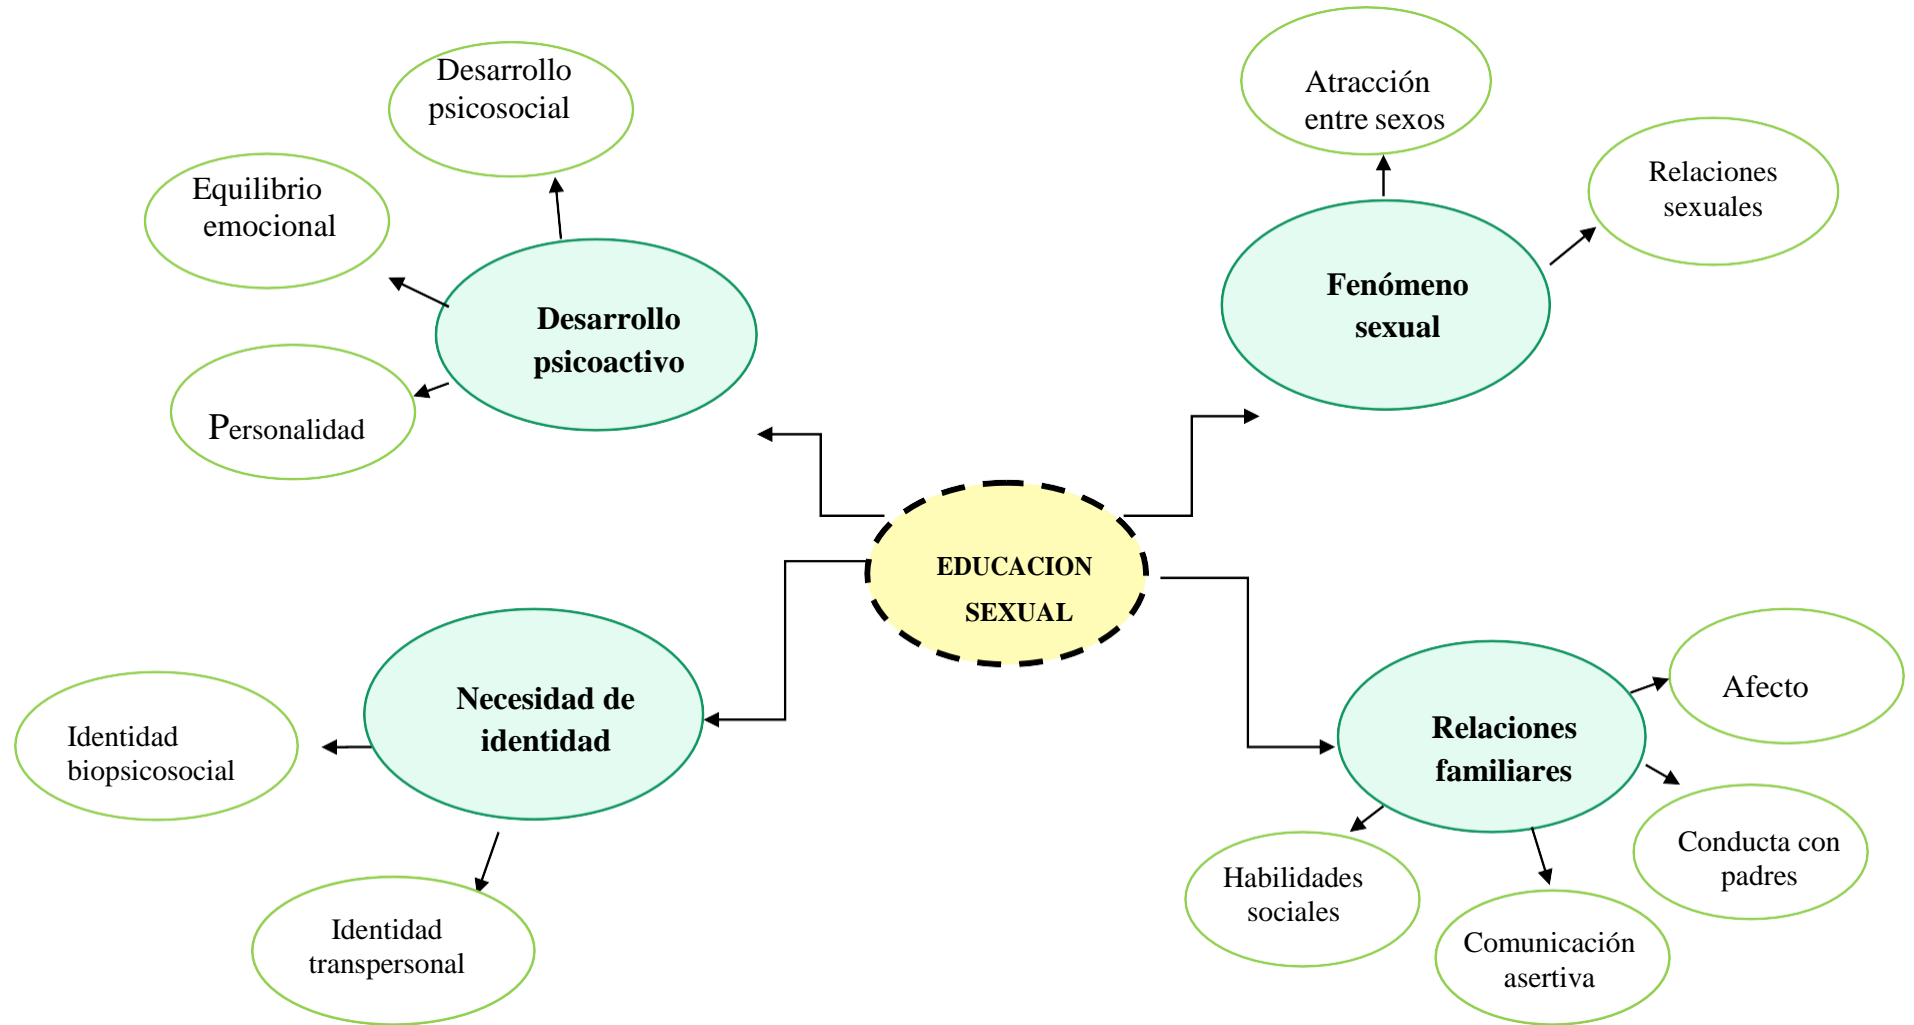 Desarrollo
psicosocial
Equilibrio
emocional
Personalidad
Desarrollo
psicoactivo
Atracción
entre sexos
Relaciones
sexuales
Fenómeno
sexual
EDUCACION
SEXUAL
Necesidad de
identidad
Identidad
biopsicosocial
Identidad
transpersonal
Relaciones
familiares
Afecto
Conducta con
padres
Habilidades
sociales
Comunicación
asertiva